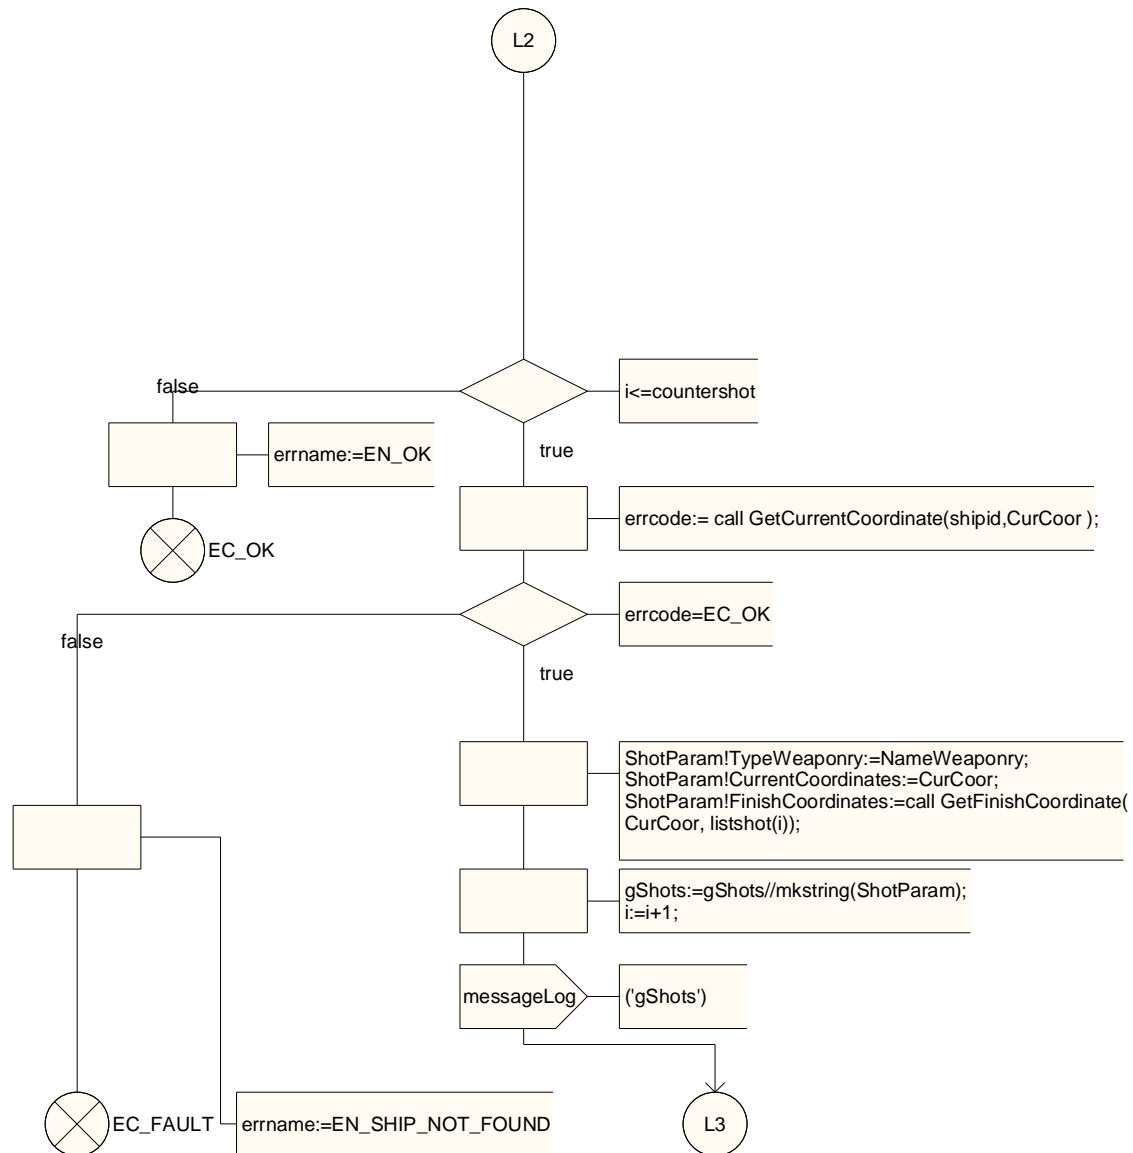 L2
false
i<=countershot
errname:=EN_OK
true
errcode:= call GetCurrentCoordinate(shipid,CurCoor );
EC_OK
errcode=EC_OK
false
true
ShotParam!TypeWeaponry:=NameWeaponry;
ShotParam!CurrentCoordinates:=CurCoor;
ShotParam!FinishCoordinates:=call GetFinishCoordinate(
CurCoor, listshot(i));
gShots:=gShots//mkstring(ShotParam);
i:=i+1;
messageLog
('gShots')
EC_FAULT
errname:=EN_SHIP_NOT_FOUND
L3